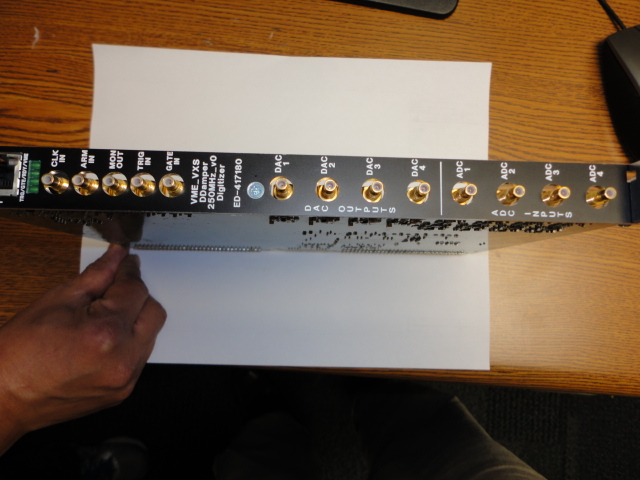 CLK
IN
ARM
IN
MON
OUT
TRIG
IN
GATE
IN
VME_VXS
DDamper
250MHz_v0
Digitizer
ED-417180
DAC
1
DAC
2
DAC
3
DAC
4
DAC OUTPUTS
ADC
1
ADC
2
ADC
3
ADC
4
ADC INPUTS